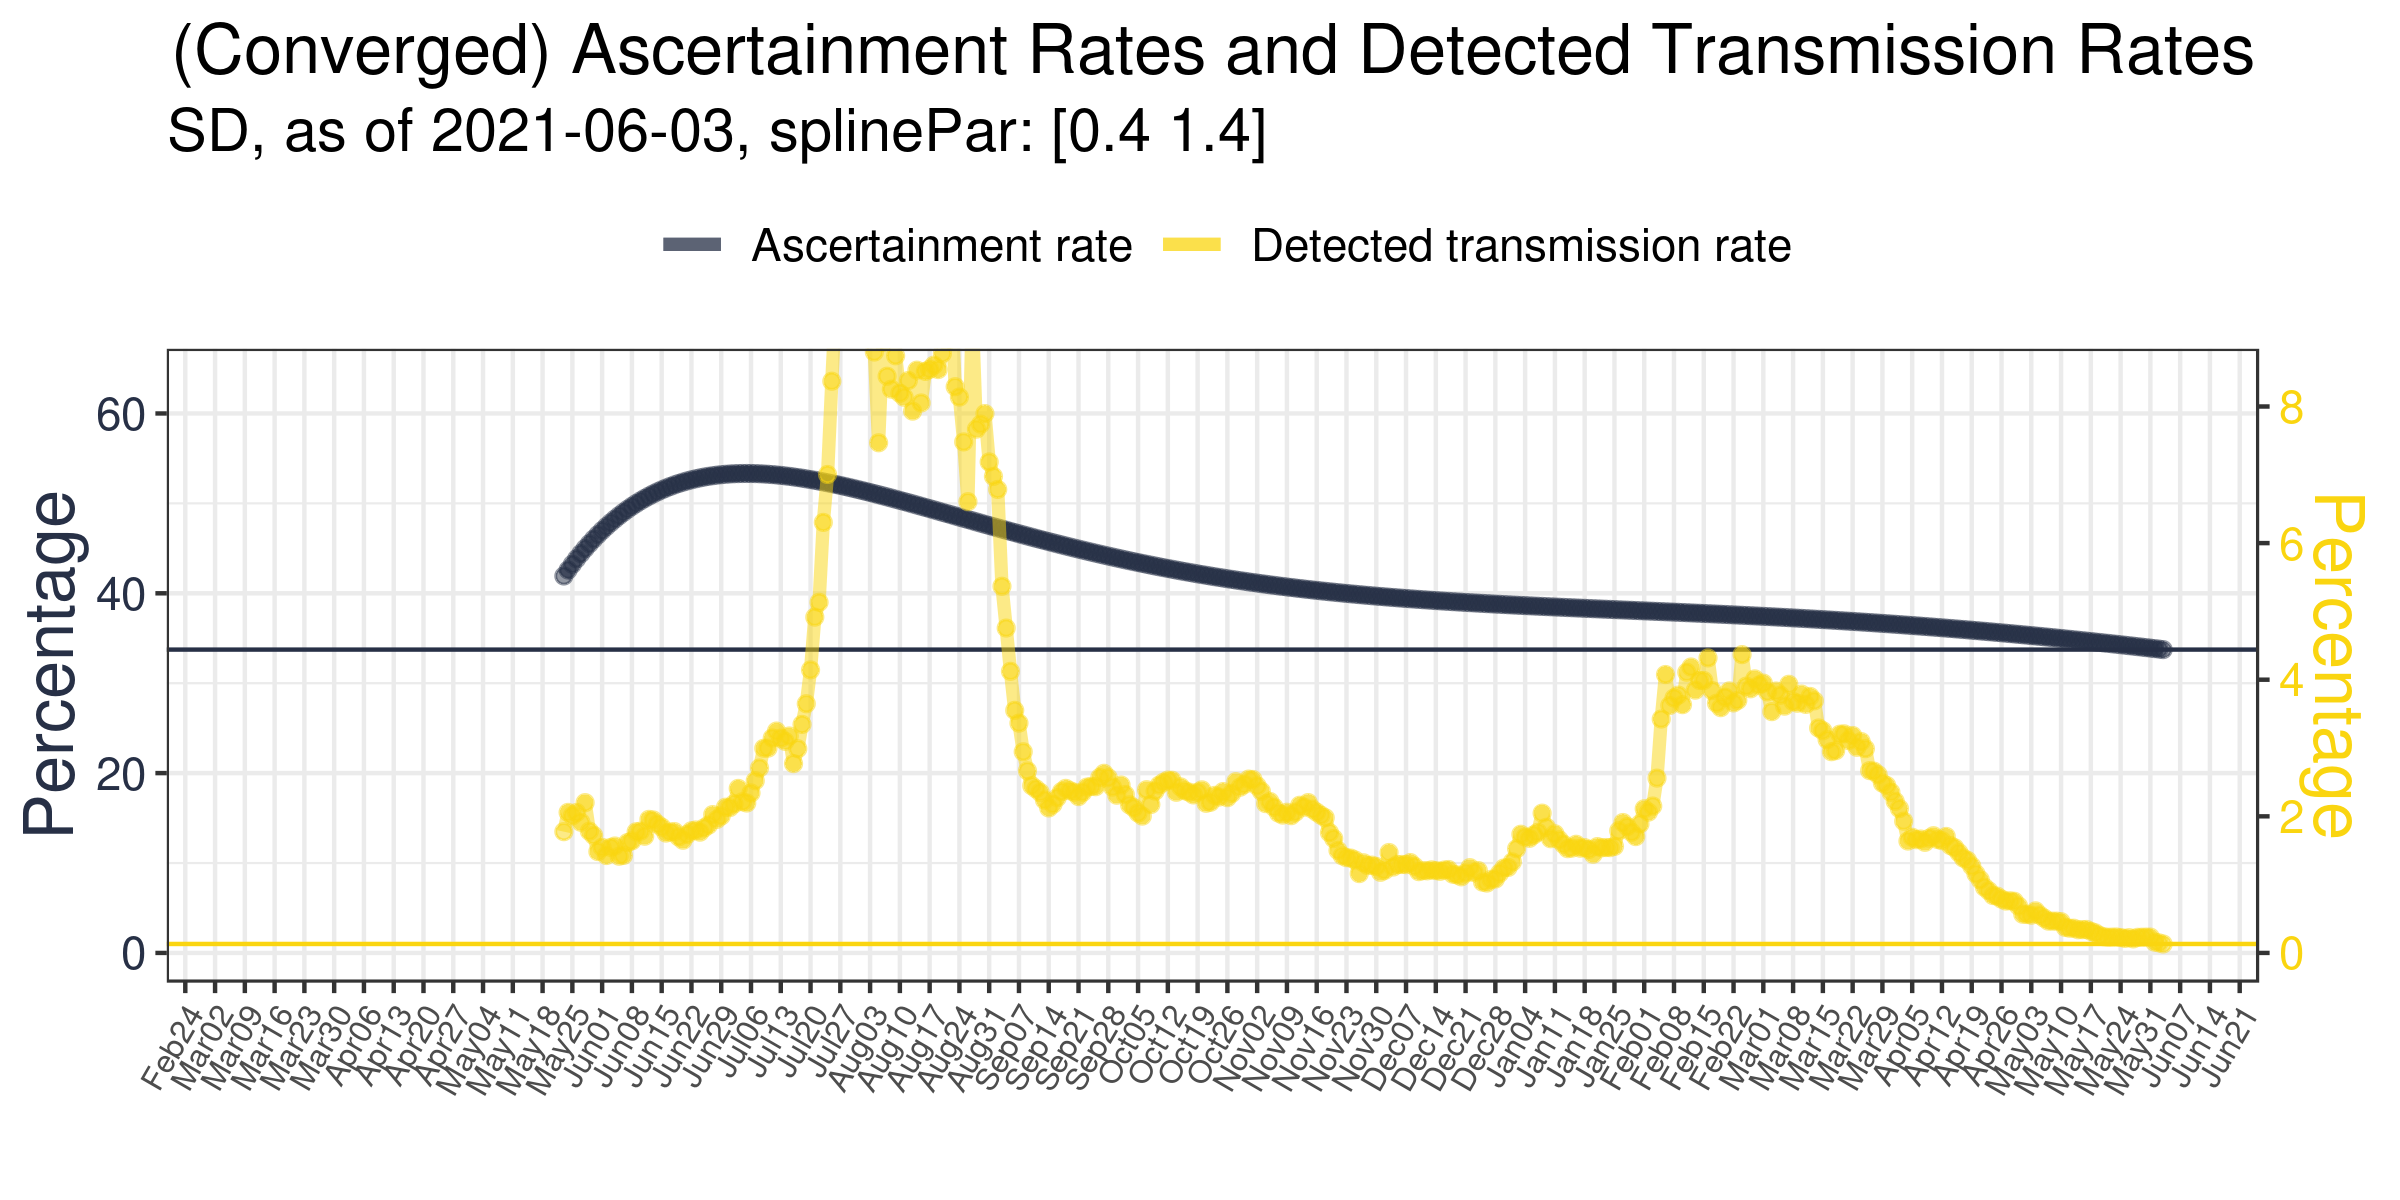 (Converged) Ascertainment Rates and Detected Transmission Rates
SD, as of 2021-06-03, splinePar: [0.4 1.4]
Ascertainment rate
Detected transmission rate
Percentage
60
40
20
0
8
6
4
2
0
Percentage
Feb24
Mar02
Mar09
Mar16
Mar23
Mar30
Apr06
Apr13
Apr20
Apr27
May04
May11
May18
May25
Jun01
Jun08
Jun15
Jun22
Jun29
Jul06
Jul13
Jul20
Jul27
Aug03
Aug10
Aug17
Aug24
Aug31
Sep07
Sep14
Sep21
Sep28
Oct05
Oct12
Oct19
Oct26
Nov02
Nov09
Nov16
Nov23
Nov30
Dec07
Dec14
Dec21
Dec28
Jan04
Jan11
Jan18
Jan25
Feb01
Feb08
Feb15
Feb22
Mar01
Mar08
Mar15
Mar22
Mar29
Apr05
Apr12
Apr19
Apr26
May03
May10
May17
May24
May31
Jun07
Jun14
Jun21